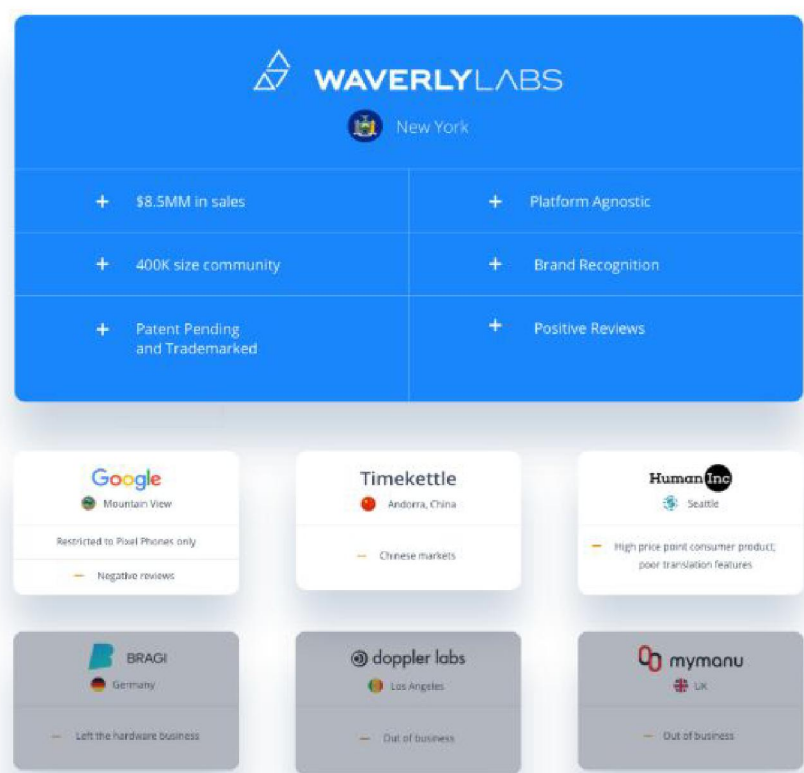 WAVERLYLABS
New York
+ $8.5MM in sales
+ Platform Agnostic
+ 400K size community
+ Brand Recognition
+ Patent Pending
and Trademarked
+ Positive Reviews
Google
Mountain View
Restricted to Pixel Phones only
— Negative reviews
Timekettle
Andorra, China
— Chinese markets
Human Inc
Seattle
— High price point consumer product;
poor translation features
BRAGI
Germany
— Left the hardware business
doppler labs
Los Angeles
— Out of business
mymanu
UK
— Out of business